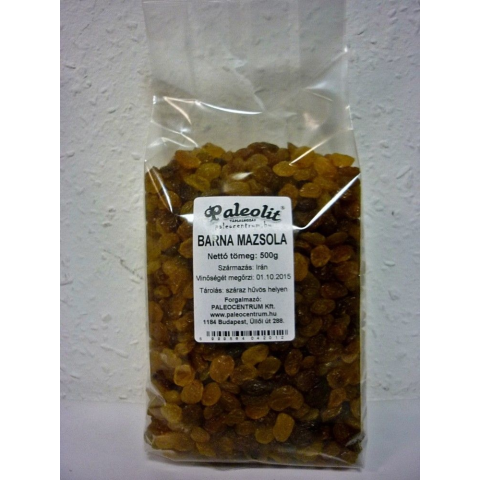 Paleolit®
paleocentrum.hu
BARNA MAZSOLA
Nettó tömeg: 500g
Származás: Irán
Minőségét megőrzi: 01.10.2015
Tárolás: száraz hűvös helyen
Forgalmazó:
PALEOCENTRUM Kft.
www.paleocentrum.hu
1184 Budapest, Üllői út 288.